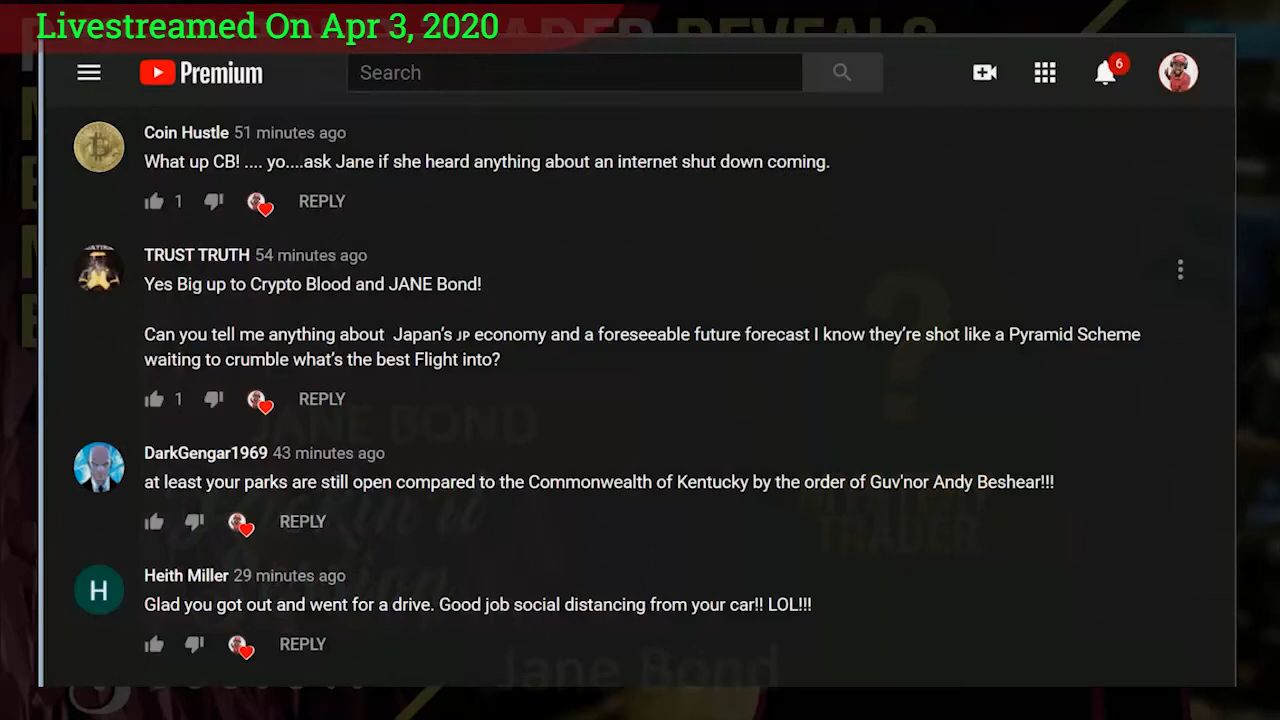 Livestreamed On Apr 3, 2020
Premium
Search
6
Coin Hustle 51 minutes ago
What up CB! .... yo....ask Jane if she heard anything about an internet shut down coming.
1 REPLY
TRUST TRUTH 54 minutes ago
Yes Big up to Crypto Blood and JANE Bond!
Can you tell me anything about Japan's JP economy and a foreseeable future forecast I know they're shot like a Pyramid Scheme
waiting to crumble what's the best Flight into?
1 REPLY
JANE BOND
DarkGengar1969 43 minutes ago
at least your parks are still open compared to the Commonwealth of Kentucky by the order of Guv'nor Andy Beshear!!!
REPLY
TRADER
H
Heith Miller 29 minutes ago
Glad you got out and went for a drive. Good job social distancing from your car!! LOL!!!
REPLY
Jane Bond